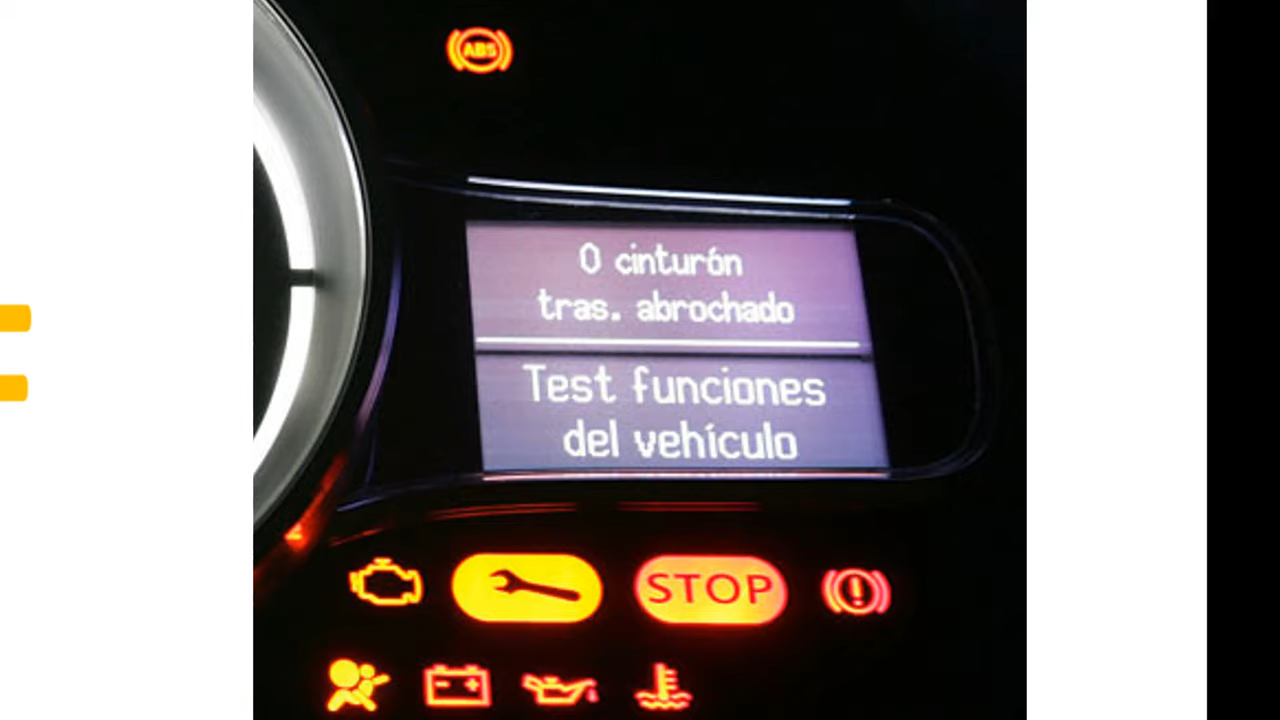 ABS
0 cinturón
tras. abrochado
Test funciones
del vehículo
STOP